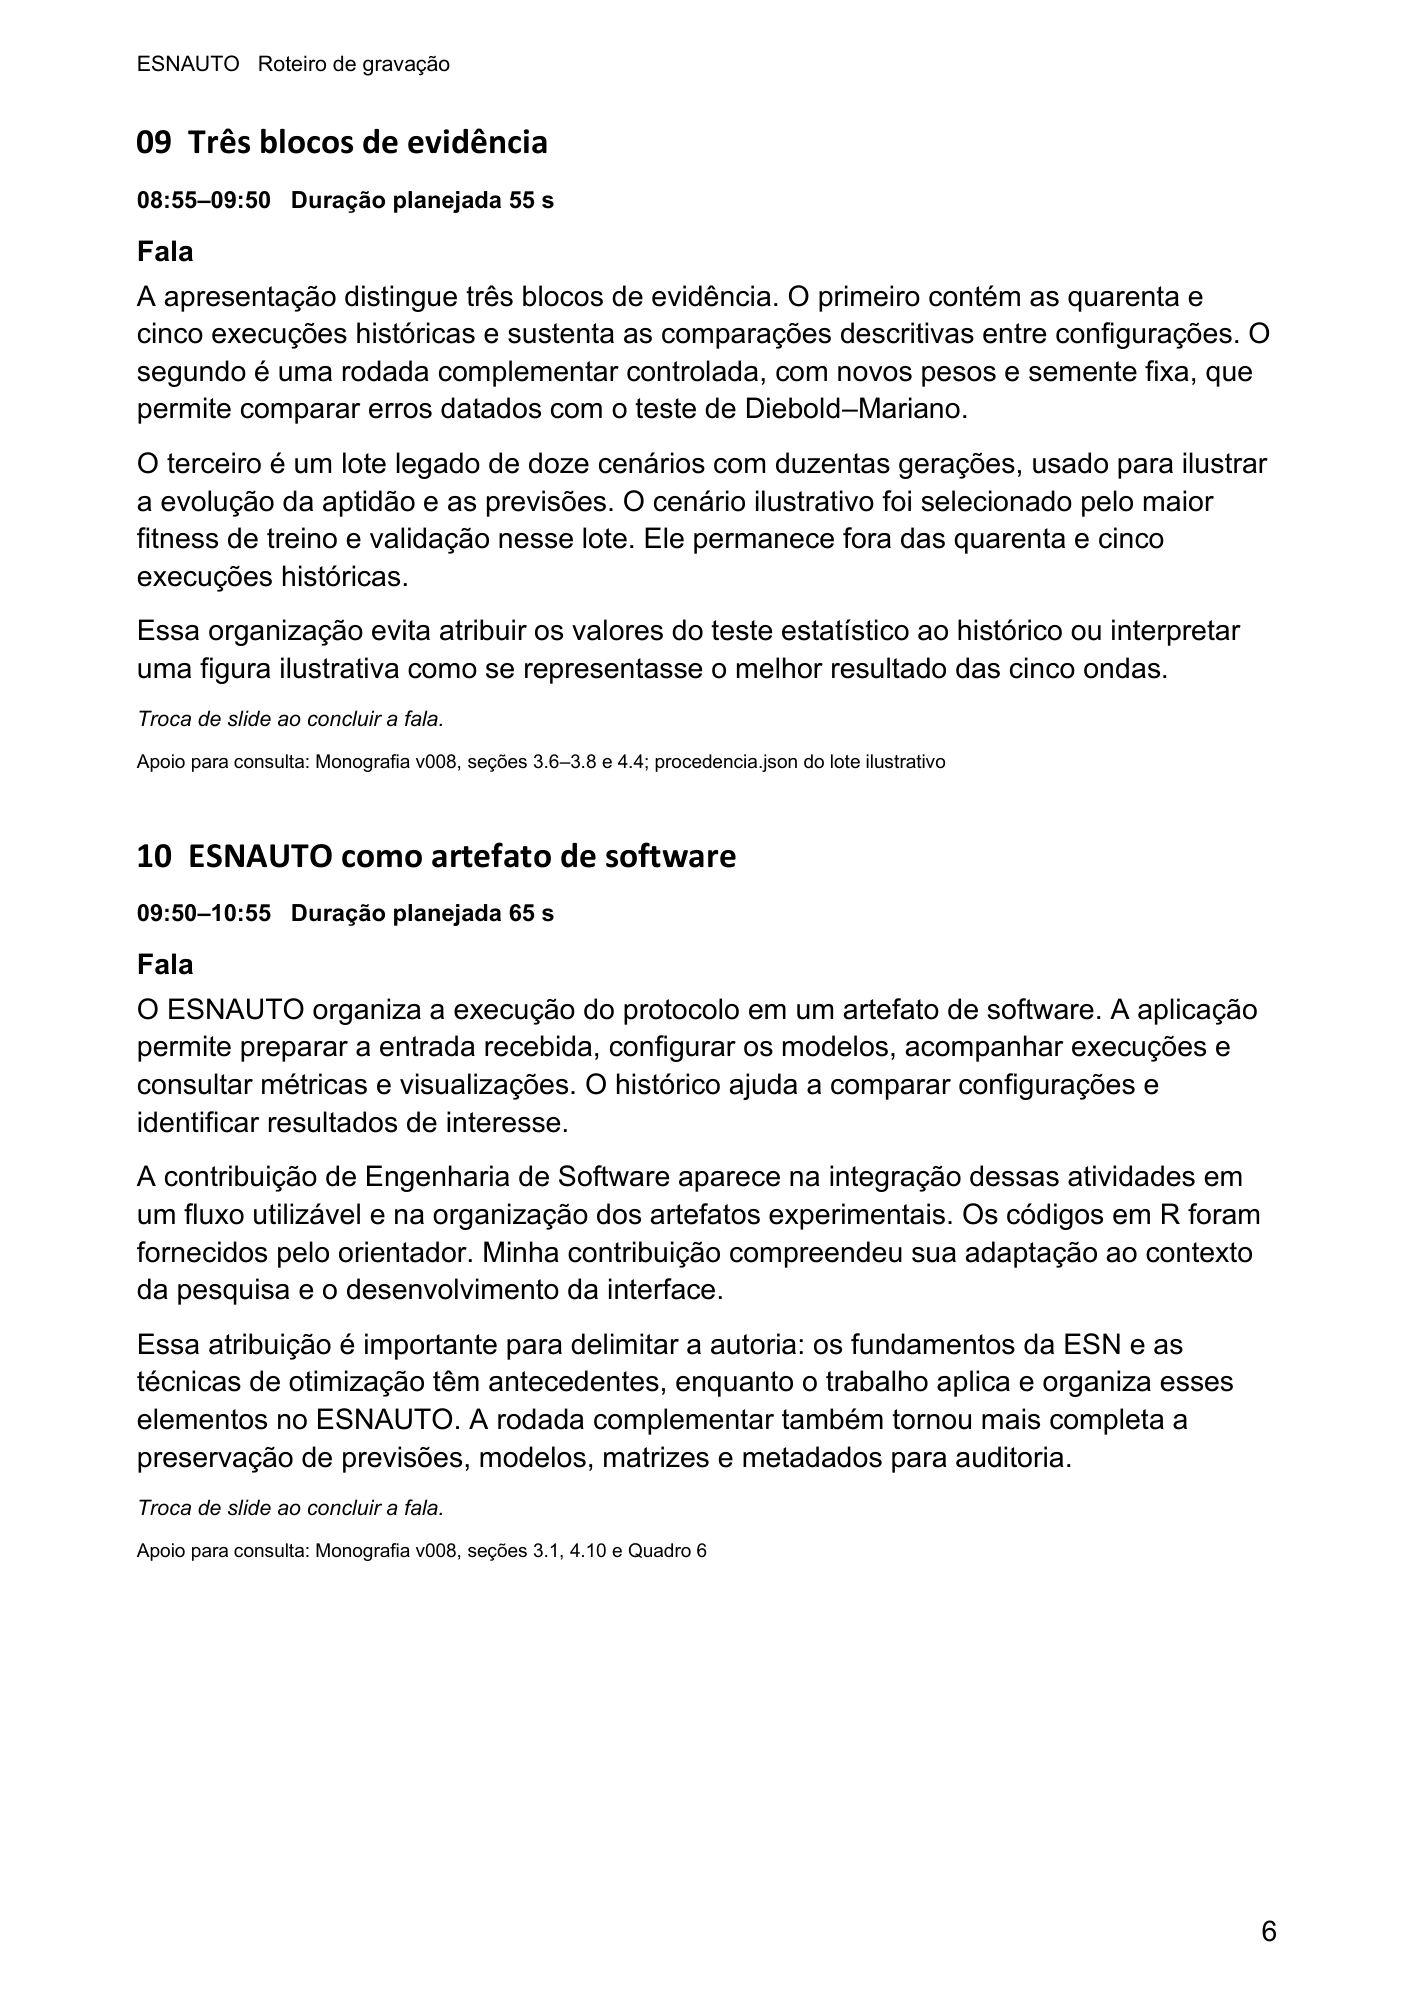 ESNAUTO Roteiro de gravação
09 Três blocos de evidência
08:55–09:50 Duração planejada 55 s
Fala
A apresentação distingue três blocos de evidência. O primeiro contém as quarenta e
cinco execuções históricas e sustenta as comparações descritivas entre configurações. O
segundo é uma rodada complementar controlada, com novos pesos e semente fixa, que
permite comparar erros datados com o teste de Diebold–Mariano.
O terceiro é um lote legado de doze cenários com duzentas gerações, usado para ilustrar
a evolução da aptidão e as previsões. O cenário ilustrativo foi selecionado pelo maior
fitness de treino e validação nesse lote. Ele permanece fora das quarenta e cinco
execuções históricas.
Essa organização evita atribuir os valores do teste estatístico ao histórico ou interpretar
uma figura ilustrativa como se representasse o melhor resultado das cinco ondas.
Troca de slide ao concluir a fala.
Apoio para consulta: Monografia v008, seções 3.6–3.8 e 4.4; procedencia.json do lote ilustrativo
10 ESNAUTO como artefato de software
09:50–10:55 Duração planejada 65 s
Fala
O ESNAUTO organiza a execução do protocolo em um artefato de software. A aplicação
permite preparar a entrada recebida, configurar os modelos, acompanhar execuções e
consultar métricas e visualizações. O histórico ajuda a comparar configurações e
identificar resultados de interesse.
A contribuição de Engenharia de Software aparece na integração dessas atividades em
um fluxo utilizável e na organização dos artefatos experimentais. Os códigos em R foram
fornecidos pelo orientador. Minha contribuição compreendeu sua adaptação ao contexto
da pesquisa e o desenvolvimento da interface.
Essa atribuição é importante para delimitar a autoria: os fundamentos da ESN e as
técnicas de otimização têm antecedentes, enquanto o trabalho aplica e organiza esses
elementos no ESNAUTO. A rodada complementar também tornou mais completa a
preservação de previsões, modelos, matrizes e metadados para auditoria.
Troca de slide ao concluir a fala.
Apoio para consulta: Monografia v008, seções 3.1, 4.10 e Quadro 6
6